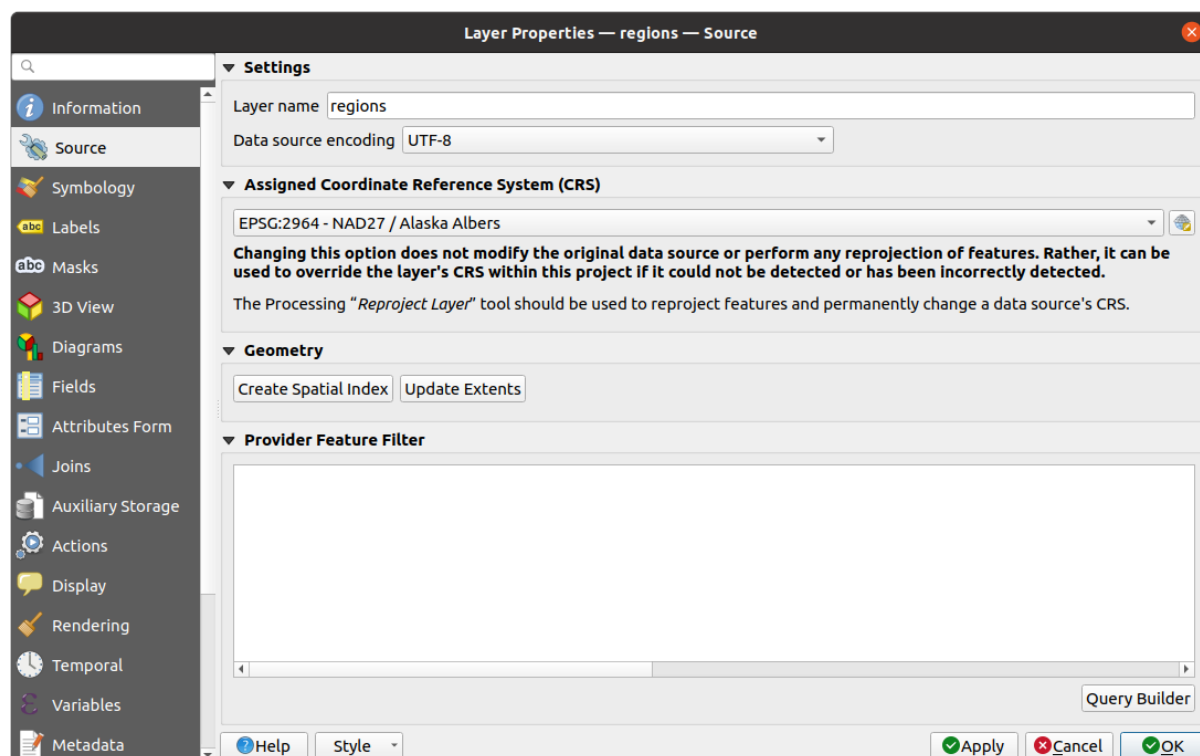 Layer Properties — regions — Source
Information
Source
Symbology
abc Labels
abc Masks
3D View
Diagrams
Fields
Attributes Form
Joins
Auxiliary Storage
Actions
Display
Rendering
Temporal
Variables
Metadata
Settings
Layer name regions
Data source encoding UTF-8
Assigned Coordinate Reference System (CRS)
EPSG:2964 - NAD27 / Alaska Albers
Changing this option does not modify the original data source or perform any reprojection of features. Rather, it can be
used to override the layer's CRS within this project if it could not be detected or has been incorrectly detected.
The Processing “Reproject Layer” tool should be used to reproject features and permanently change a data source's CRS.
Geometry
Create Spatial Index Update Extents
Provider Feature Filter
Query Builder
Help Style Apply Cancel OK